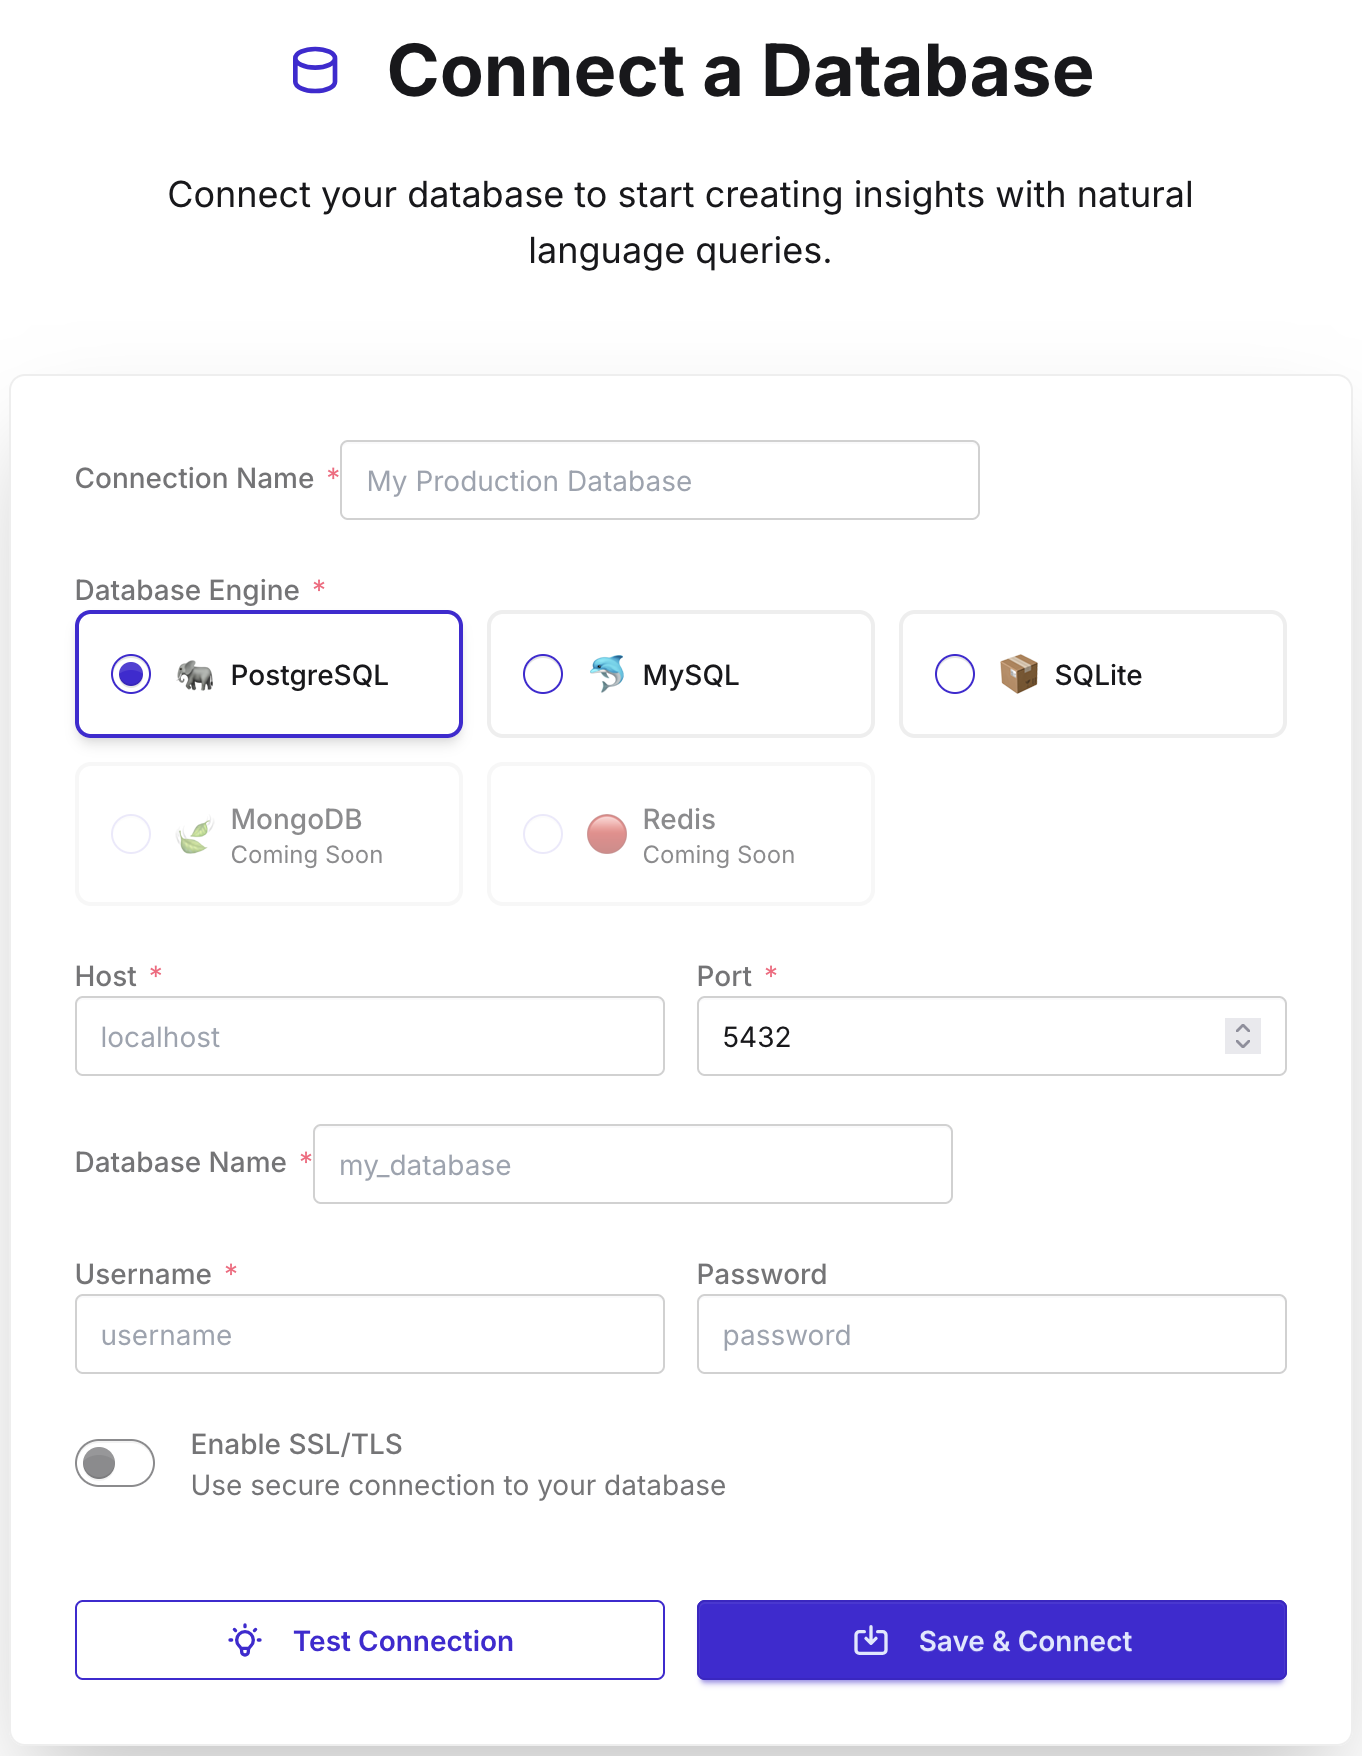 Connect a Database
Connect your database to start creating insights with natural
language queries.
Connection Name *
My Production Database
Database Engine *
PostgreSQL
MySQL
SQLite
MongoDB
Coming Soon
Redis
Coming Soon
Host *
localhost
Port *
5432
Database Name *
my_database
Username *
username
Password
password
Enable SSL/TLS
Use secure connection to your database
Test Connection
Save & Connect